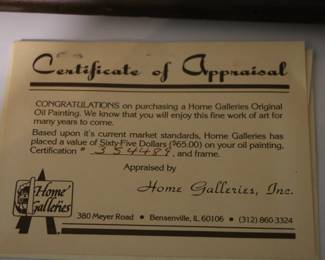 Certificate of Appraisal
CONGRATULATIONS on purchasing a Home Galleries Original
Oil Painting. We know that you will enjoy this fine work of art for
many years to come.
Based upon it's current market standards, Home Galleries has
placed a value of Sixty-Five Dollars ($65.00) on your oil painting,
Certification # 354489, and frame.
Appraised by
Home Galleries, Inc.
Home
Galleries
380 Meyer Road • Bensenville, IL 60106 • (312) 860 3324